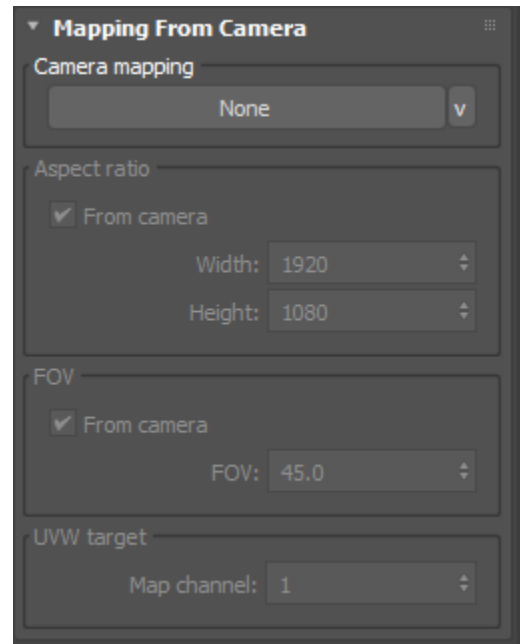 Mapping From Camera
Camera mapping
None v
Aspect ratio
From camera
Width: 1920
Height: 1080
FOV
From camera
FOV: 45.0
UVW target
Map channel: 1